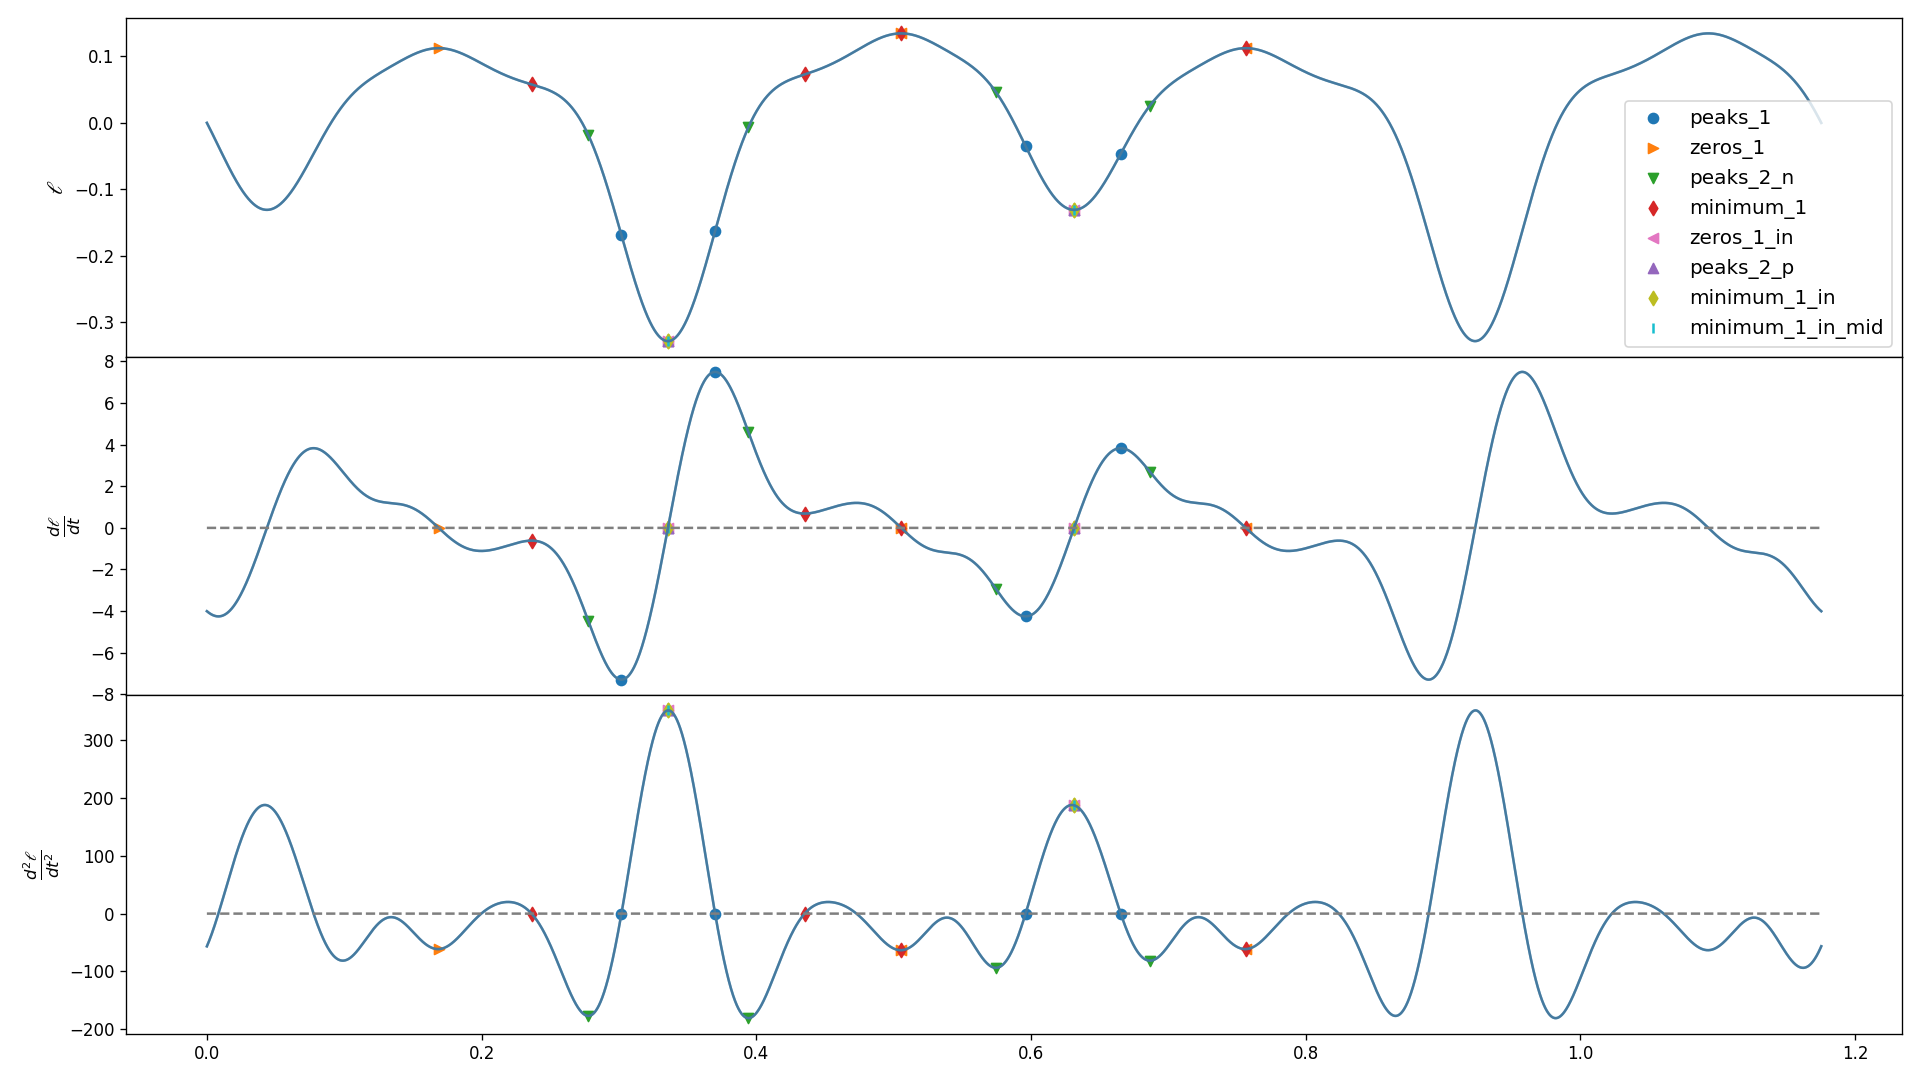 0.1
0.0
−0.1
−0.2
−0.3
ℓ
peaks_1
zeros_1
peaks_2_n
minimum_1
zeros_1_in
peaks_2_p
minimum_1_in
minimum_1_in_mid
8
6
4
2
0
−2
−4
−6
−8
dℓ
dt
300
200
100
0
−100
−200
d²ℓ
dt²
0.0 0.2 0.4 0.6 0.8 1.0 1.2